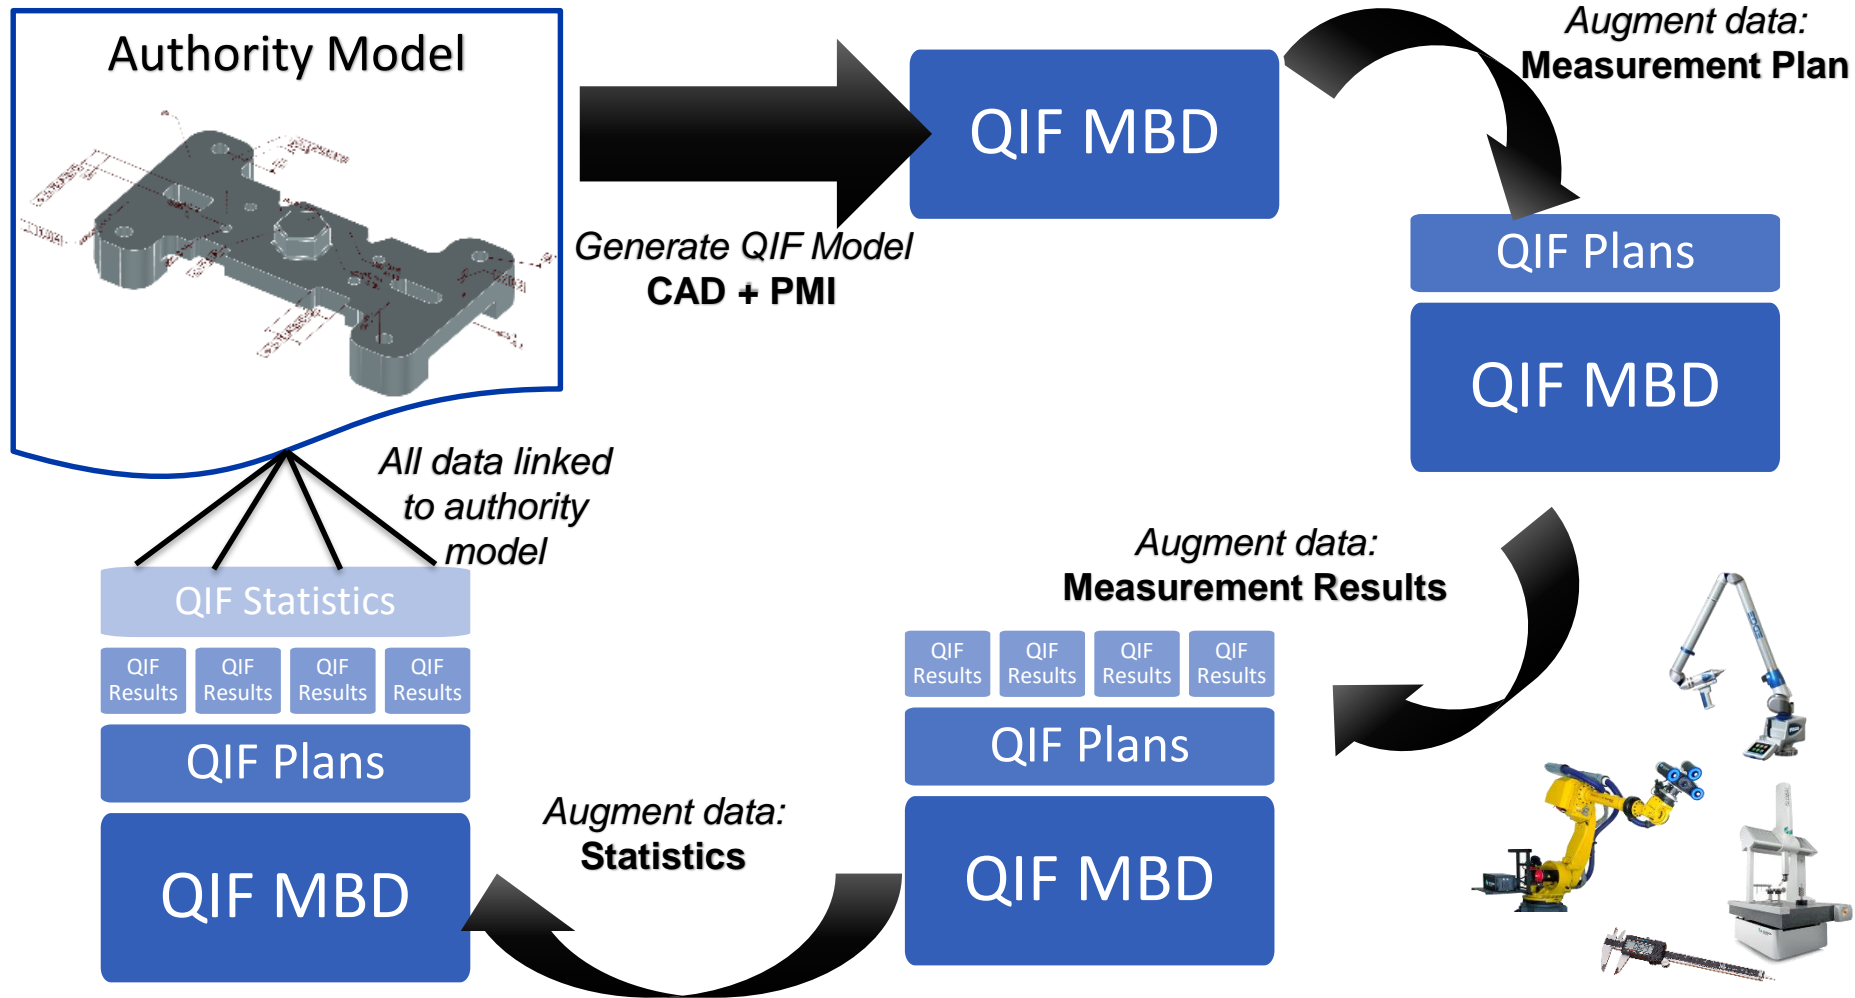 Authority Model
Generate QIF Model
CAD + PMI
QIF MBD
Augment data:
Measurement Plan
QIF Plans
QIF MBD
Augment data:
Measurement Results
QIF
Results
QIF
Results
QIF
Results
QIF
Results
QIF Plans
QIF MBD
Augment data:
Statistics
All data linked
to authority
model
QIF Statistics
QIF
Results
QIF
Results
QIF
Results
QIF
Results
QIF Plans
QIF MBD